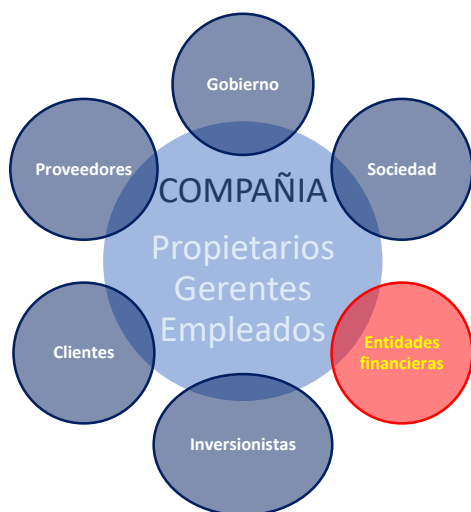 Gobierno
Proveedores
Sociedad
COMPAÑIA
Propietarios
Gerentes
Empleados
Clientes
Entidades
financieras
Inversionistas